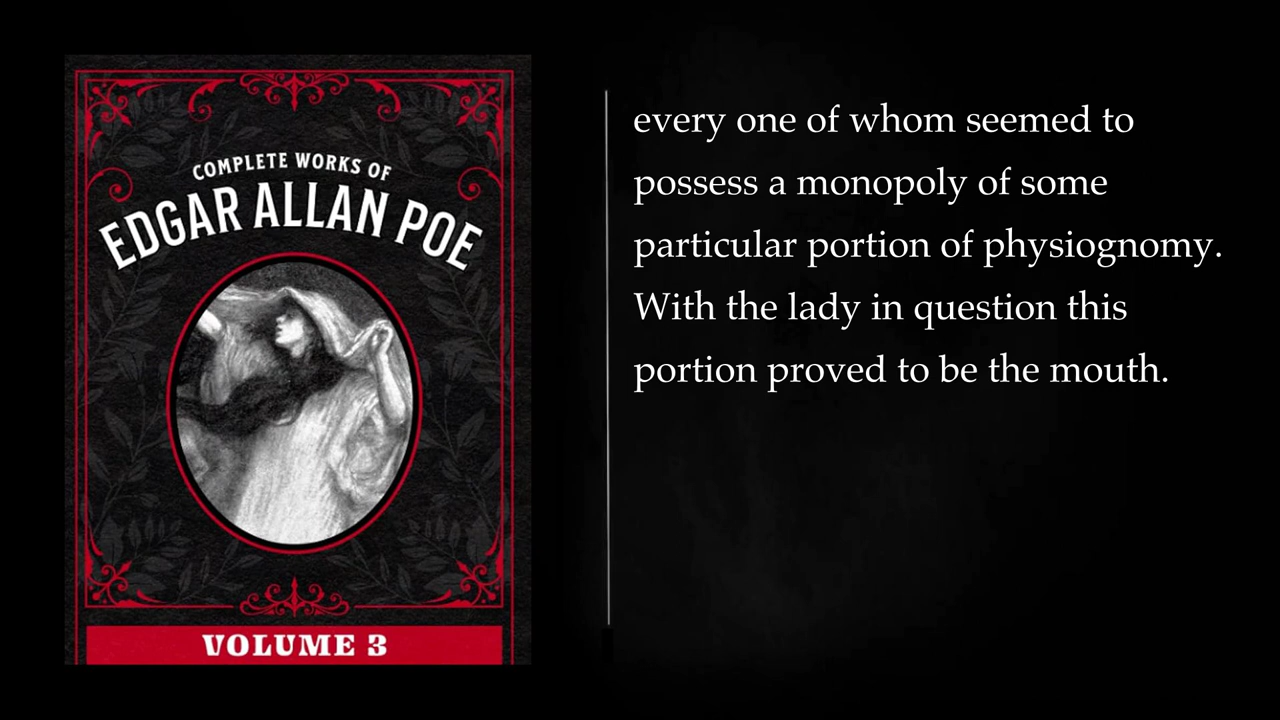 COMPLETE WORKS OF
EDGAR ALLAN POE
VOLUME 3
every one of whom seemed to
possess a monopoly of some
particular portion of physiognomy.
With the lady in question this
portion proved to be the mouth.